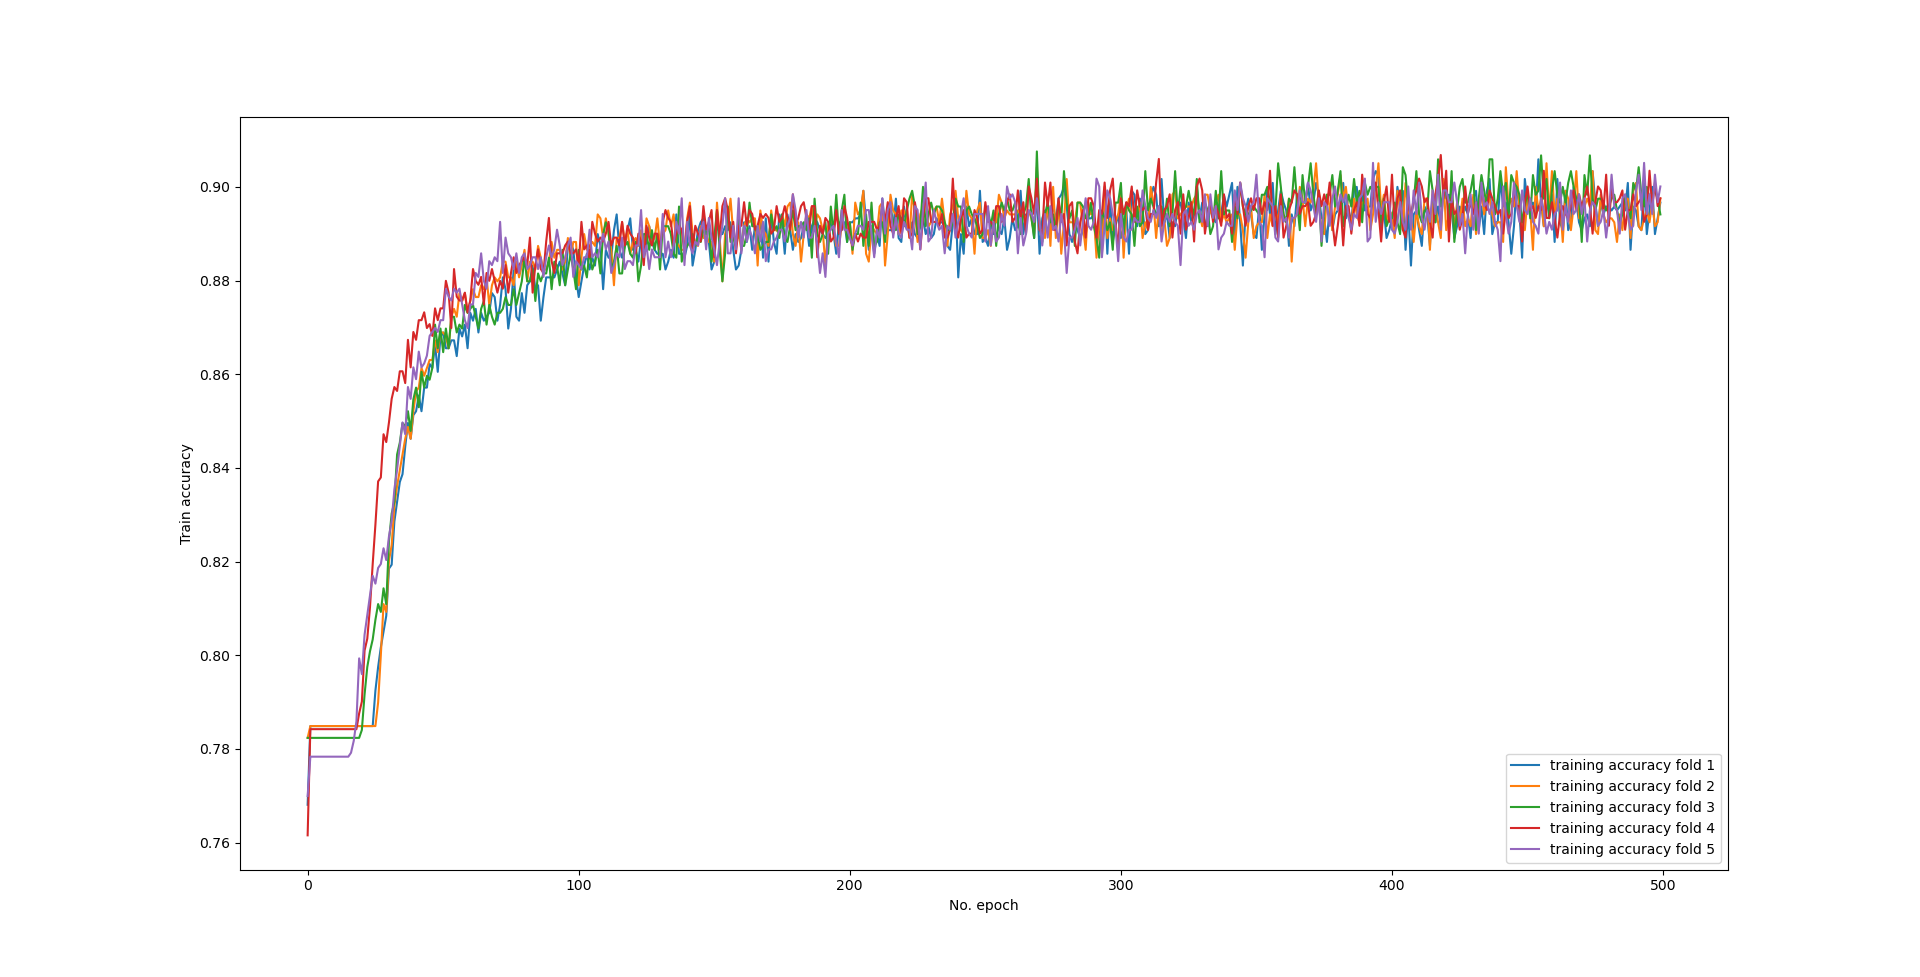 Train accuracy
0.90
0.88
0.86
0.84
0.82
0.80
0.78
0.76
0
100
200
300
400
500
No. epoch
training accuracy fold 1
training accuracy fold 2
training accuracy fold 3
training accuracy fold 4
training accuracy fold 5